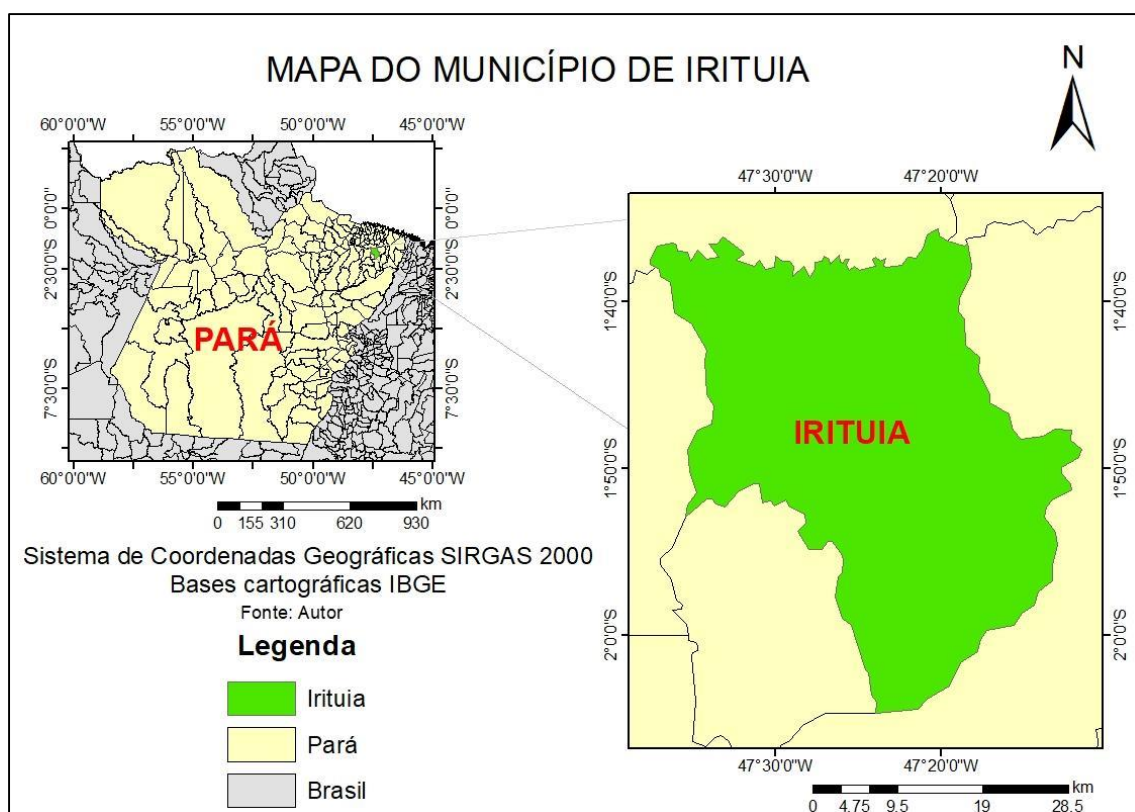 MAPA DO MUNICÍPIO DE IRITUIA
N
60°0'0"W 55°0'0"W 50°0'0"W 45°0'0"W
0°0'0"
2°30'0"S
7°30'0"S
0°0'0"
2°30'0"S
7°30'0"S
PARÁ
60°0'0"W 55°0'0"W 50°0'0"W 45°0'0"W
km
0 155 310 620 930
Sistema de Coordenadas Geográficas SIRGAS 2000
Bases cartográficas IBGE
Fonte: Autor
Legenda
Irituia
Pará
Brasil
47°30'0"W 47°20'0"W
1°40'0"S
1°50'0"S
2°0'0"S
1°40'0"S
1°50'0"S
2°0'0"S
IRITUIA
47°30'0"W 47°20'0"W
km
0 4.75 9.5 19 28.5